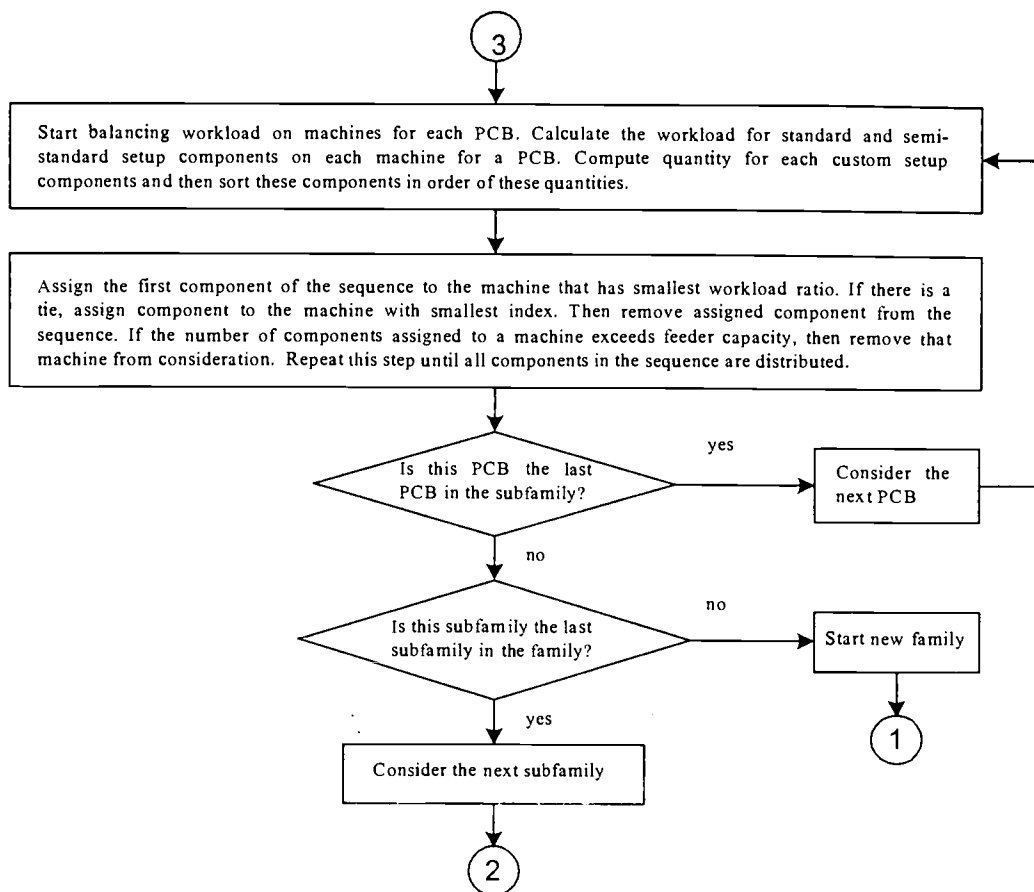 3
Start balancing workload on machines for each PCB. Calculate the workload for standard and semi-
standard setup components on each machine for a PCB. Compute quantity for each custom setup
components and then sort these components in order of these quantities.
Assign the first component of the sequence to the machine that has smallest workload ratio. If there is a
tie, assign component to the machine with smallest index. Then remove assigned component from the
sequence. If the number of components assigned to a machine exceeds feeder capacity, then remove that
machine from consideration. Repeat this step until all components in the sequence are distributed.
Is this PCB the last
PCB in the subfamily?
yes
Consider the
next PCB
no
Is this subfamily the last
subfamily in the family?
no
Start new family
yes
1
Consider the next subfamily
2